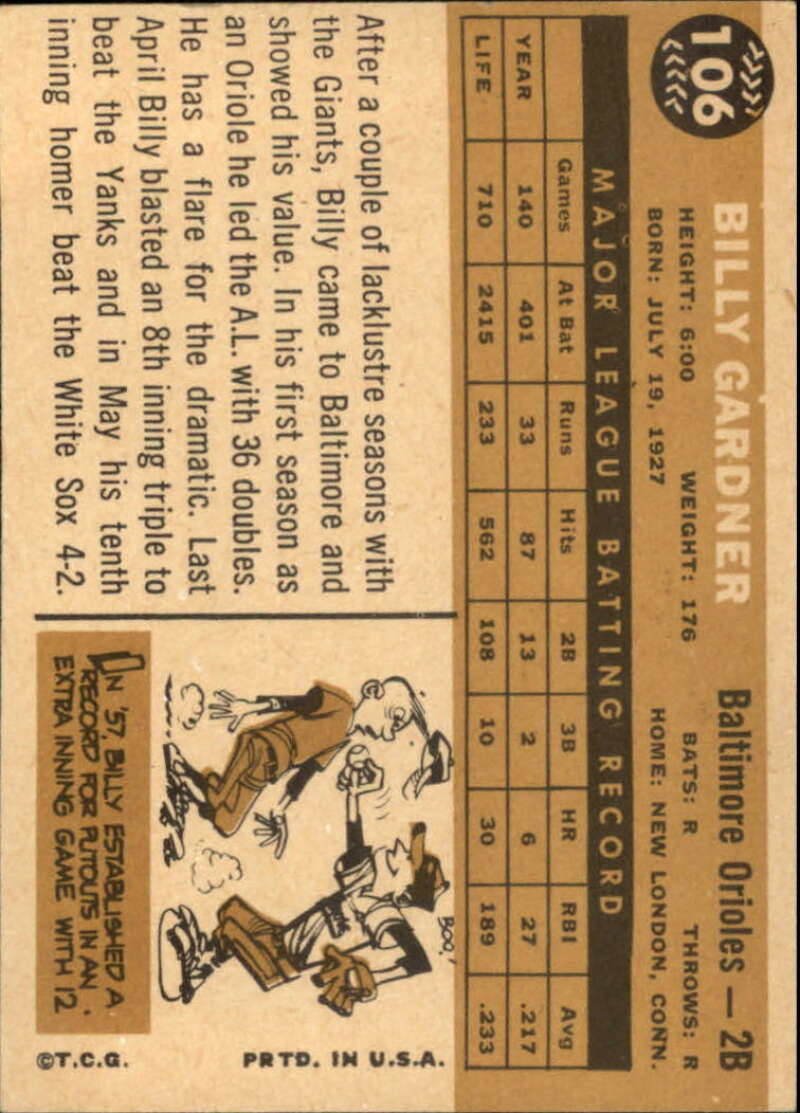 106
BILLY GARDNER Baltimore Orioles — 2B
HEIGHT: 6:00 WEIGHT: 176 BATS: R THROWS: R
BORN: JULY 19, 1927 HOME: NEW LONDON, CONN.
MAJOR LEAGUE BATTING RECORD
Games At Bat Runs Hits 2B 3B HR RBI Avg
YEAR 140 401 33 87 13 2 6 27 .217
LIFE 710 2415 233 562 108 10 30 189 .233
After a couple of lacklustre seasons with
the Giants, Billy came to Baltimore and
showed his value. In his first season as
an Oriole he led the A.L. with 36 doubles.
He has a flare for the dramatic. Last
April Billy blasted an 8th inning triple to
beat the Yanks and in May his tenth
inning homer beat the White Sox 4-2.
BOO!
IN '57, BILLY ESTABLISHED A
RECORD FOR PUTOUTS IN AN
EXTRA INNING GAME WITH 12
PRTD. IN U.S.A.
©T.C.G.